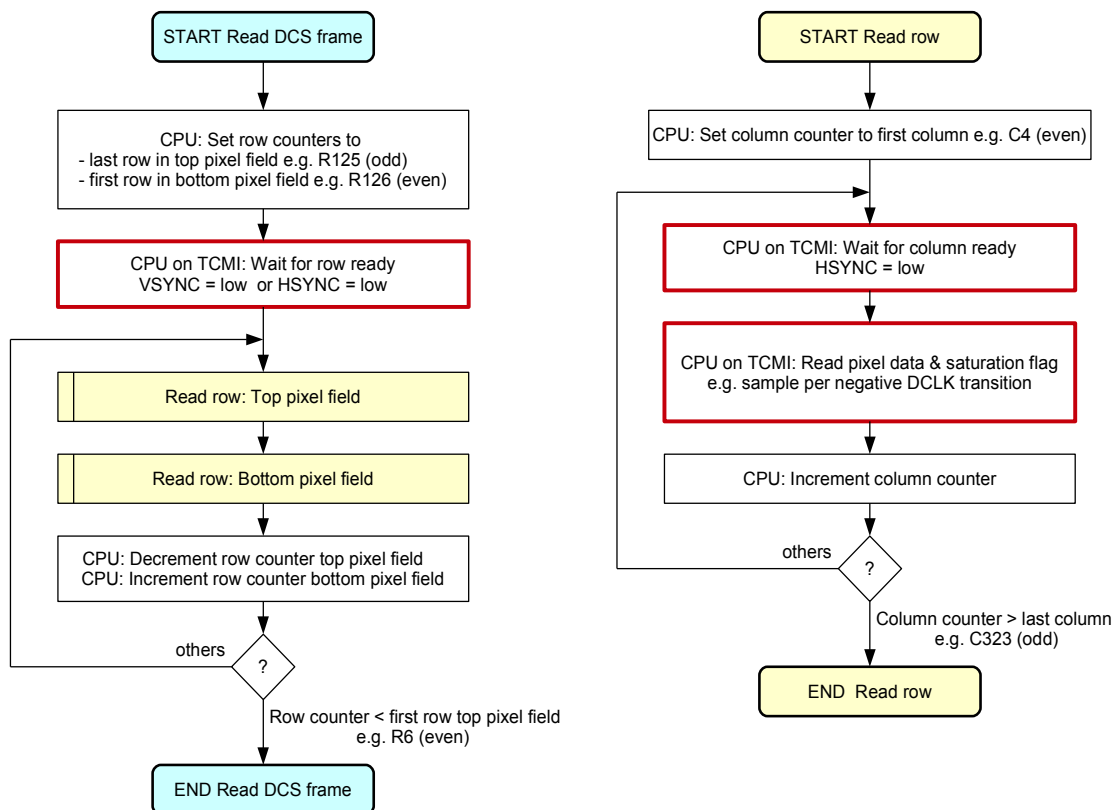 START Read DCS frame
CPU: Set row counters to
- last row in top pixel field e.g. R125 (odd)
- first row in bottom pixel field e.g. R126 (even)
CPU on TCMI: Wait for row ready
VSYNC = low or HSYNC = low
Read row: Top pixel field
Read row: Bottom pixel field
CPU: Decrement row counter top pixel field
CPU: Increment row counter bottom pixel field
others
?
Row counter < first row top pixel field
e.g. R6 (even)
END Read DCS frame
START Read row
CPU: Set column counter to first column e.g. C4 (even)
CPU on TCMI: Wait for column ready
HSYNC = low
CPU on TCMI: Read pixel data & saturation flag
e.g. sample per negative DCLK transition
CPU: Increment column counter
others
?
Column counter > last column
e.g. C323 (odd)
END Read row